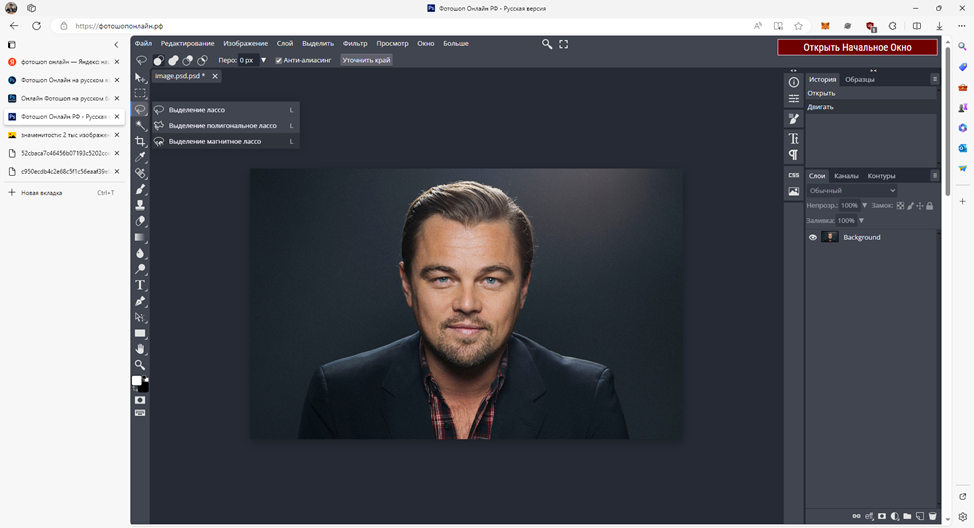 Фотошоп Онлайн РФ - Русская версия
https://фотошопонлайн.рф
фотошоп онлайн — Яндекс: на
Фотошоп Онлайн на русском я
Онлайн Фотошоп на русском б
Фотошоп Онлайн РФ - Русская
знаменитости: 2 тыс изображен
52cbaca7c46456b07193c5202cc
c950ecdb4c2e68c5f1c56eaaf39
Новая вкладка Ctrl+T
Файл Редактирование Изображение Слой Выделить Фильтр Просмотр Окно Больше
Открыть Начальное Окно
Перо: 0 px Анти-алиасинг Уточнить край
image.psd.psd *
Выделение лассо L
Выделение полигональное лассо L
Выделение магнитное лассо L
История Образцы
Открыть
Двигать
CSS
Слои Каналы Контуры
Обычный
Непрозр.: 100% Замок:
Заливка: 100%
Background
eff